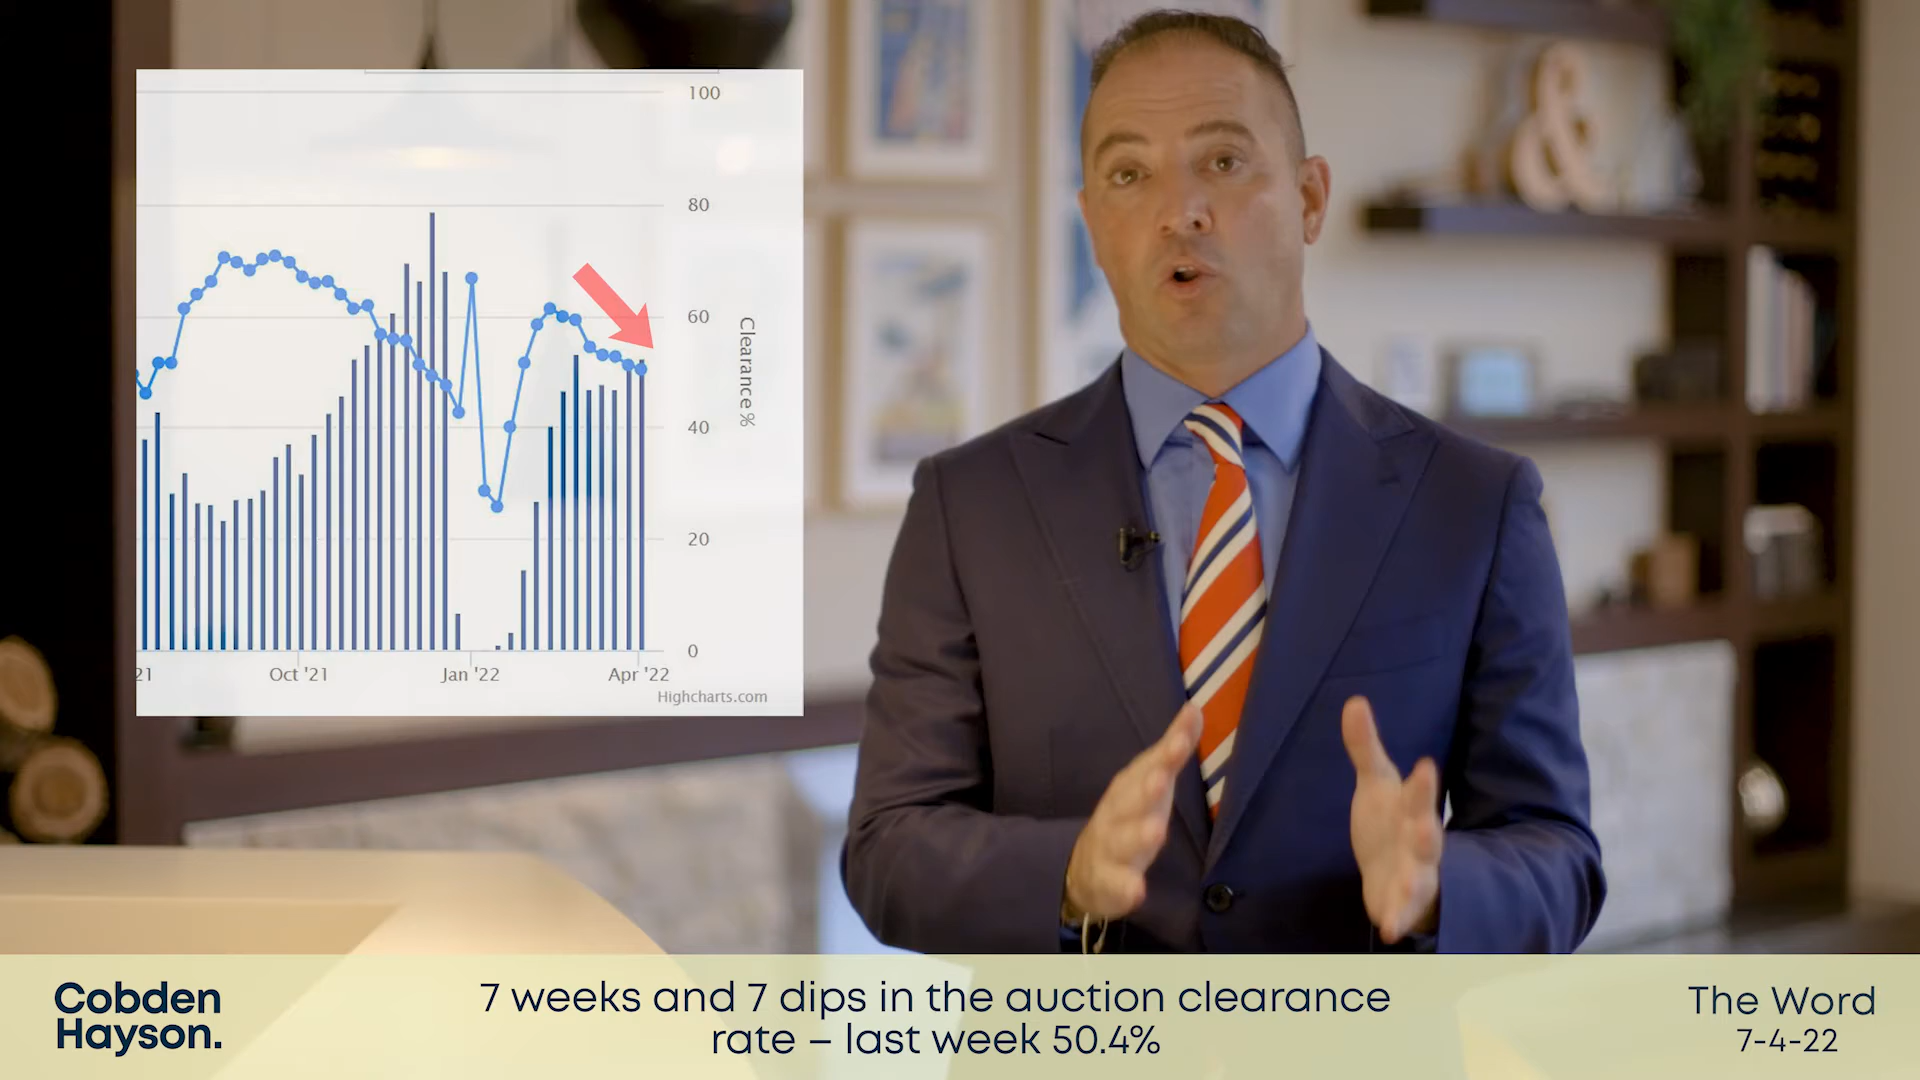 100
80
60
40
20
0
Clearance %
21
Oct '21
Jan '22
Apr '22
Highcharts.com
&
Cobden
Hayson.
7 weeks and 7 dips in the auction clearance
rate – last week 50.4%
The Word
7-4-22